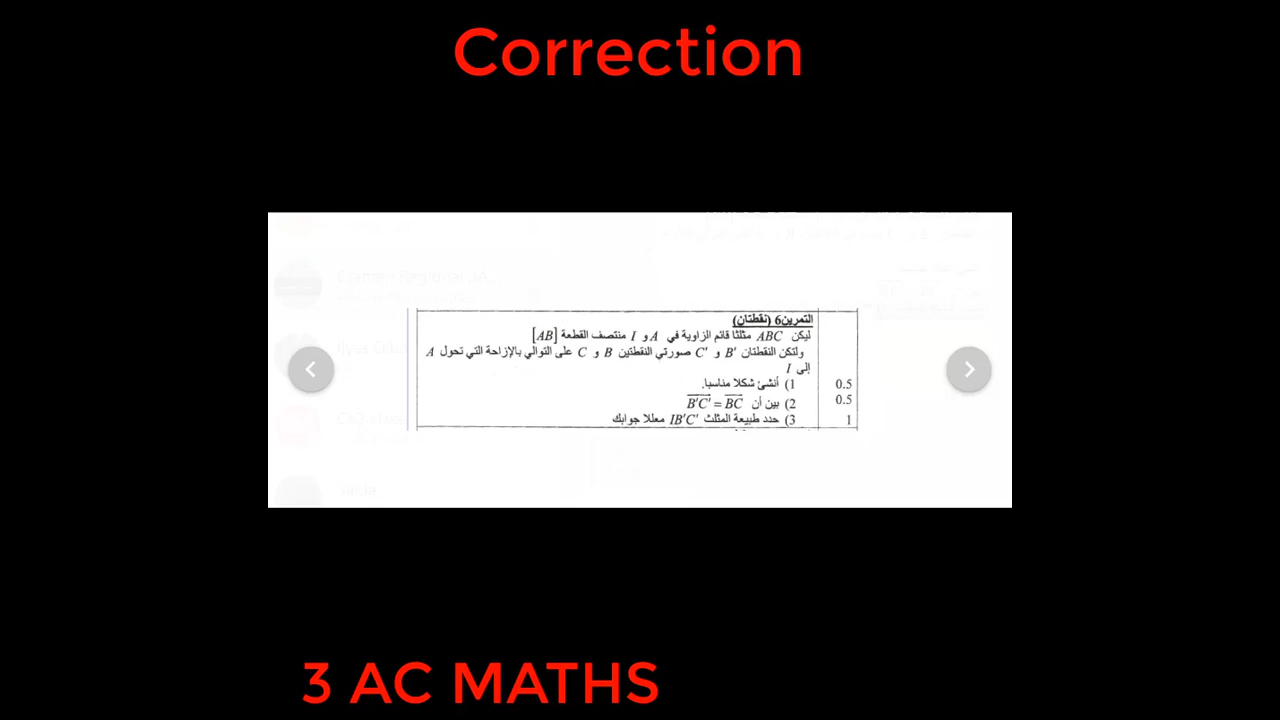 Correction
التمرين6 (نقطتان)
ليكن ABC مثلثا قائم الزاوية في A و I منتصف القطعة [AB]
ولتكن النقطتان B' و C' صورتي النقطتين B و C على التوالي بالإزاحة التي تحول A
إلى I
1) أنشئ شكلا مناسبا. 0.5
2) بين أن B'C' = BC 0.5
3) حدد طبيعة المثلث IB'C' معللا جوابك 1
3 AC MATHS